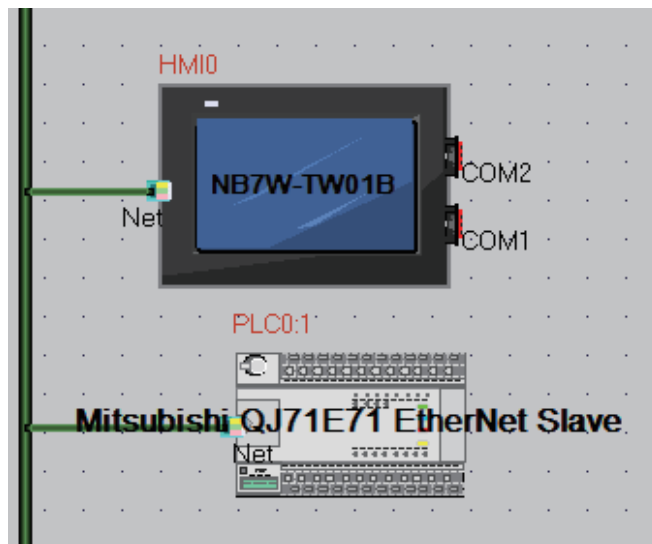 HMI0
NB7W-TW01B
COM2
Net
COM1
PLC0:1
Mitsubishi QJ71E71 EtherNet Slave
Net